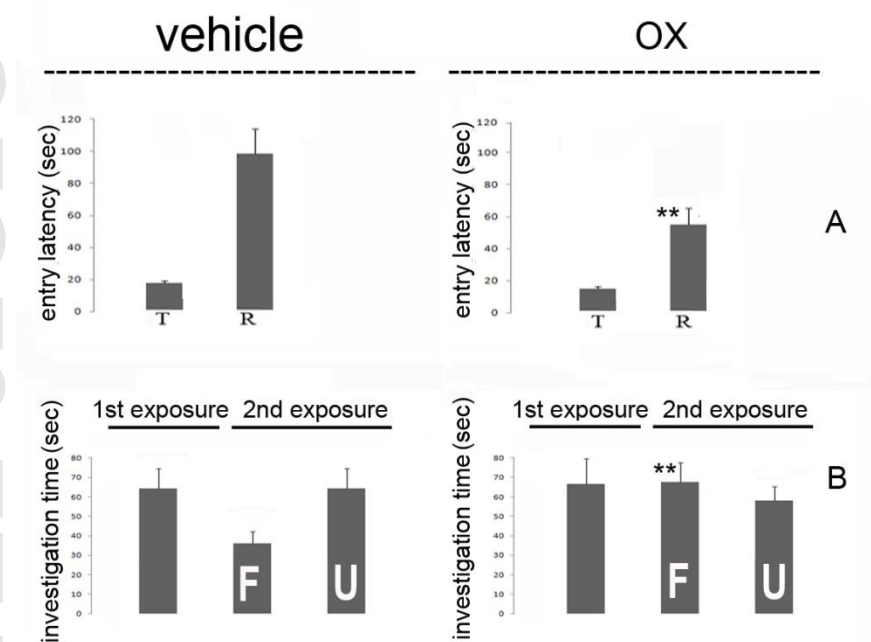 vehicle
OX
entry latency (sec)
120
100
80
60
40
20
0
T R
entry latency (sec)
120
100
80
60
40
20
0
**
T R
A
investigation time (sec)
1st exposure 2nd exposure
80
70
60
50
40
30
20
10
0
F U
investigation time (sec)
1st exposure 2nd exposure
80
70
60
50
40
30
20
10
0
**
F U
B